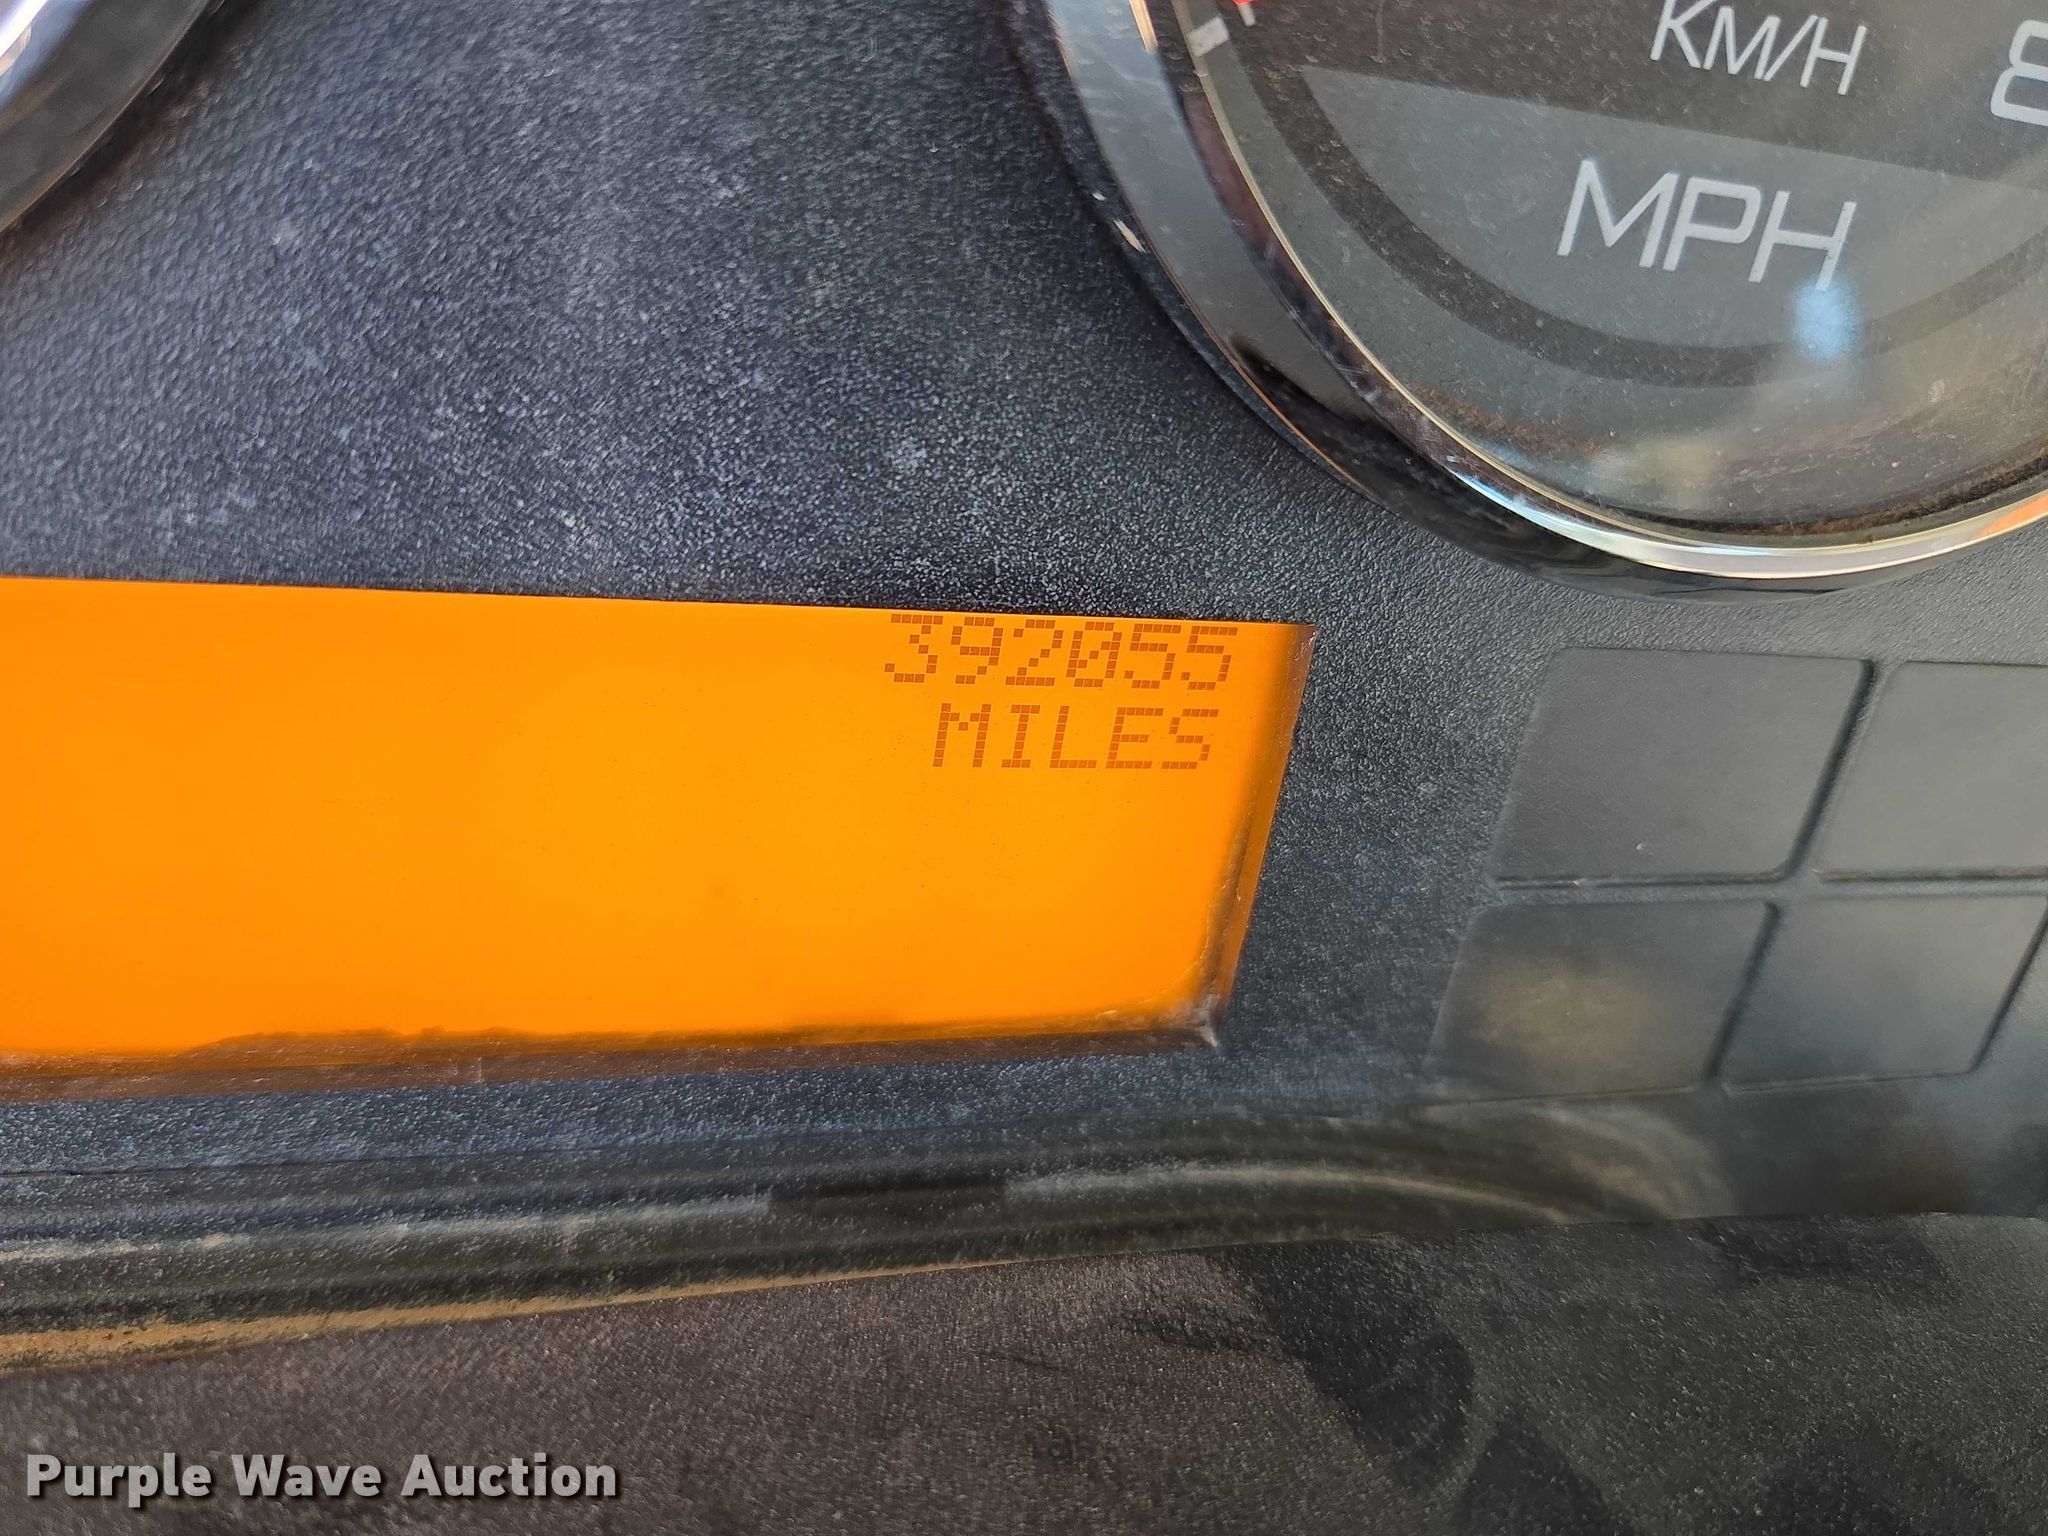 KM/H
MPH
392055
MILES
Purple Wave Auction